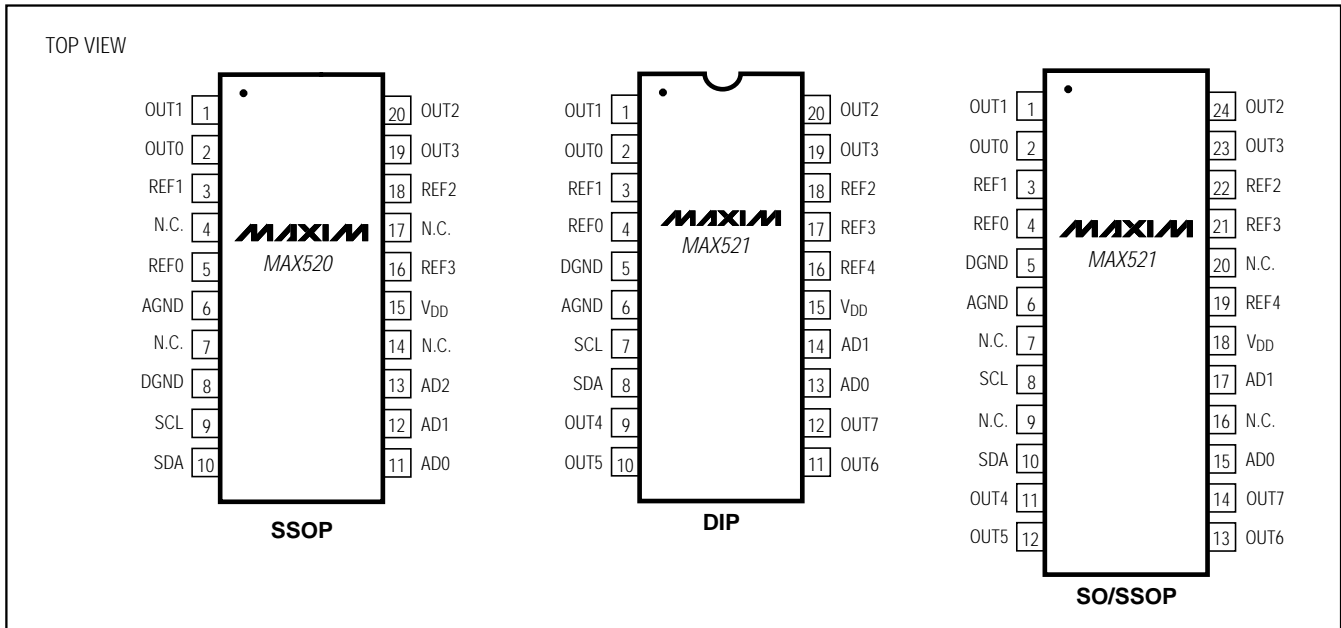 TOP VIEW
OUT1 1 20 OUT2
OUT0 2 19 OUT3
REF1 3 18 REF2
N.C. 4 17 N.C.
REF0 5 16 REF3
AGND 6 15 VDD
N.C. 7 14 N.C.
DGND 8 13 AD2
SCL 9 12 AD1
SDA 10 11 AD0
MAXIM
MAX520
SSOP
OUT1 1 20 OUT2
OUT0 2 19 OUT3
REF1 3 18 REF2
REF0 4 17 REF3
DGND 5 16 REF4
AGND 6 15 VDD
SCL 7 14 AD1
SDA 8 13 AD0
OUT4 9 12 OUT7
OUT5 10 11 OUT6
MAXIM
MAX521
DIP
OUT1 1 24 OUT2
OUT0 2 23 OUT3
REF1 3 22 REF2
REF0 4 21 REF3
DGND 5 20 N.C.
AGND 6 19 REF4
N.C. 7 18 VDD
SCL 8 17 AD1
N.C. 9 16 N.C.
SDA 10 15 AD0
OUT4 11 14 OUT7
OUT5 12 13 OUT6
MAXIM
MAX521
SO/SSOP